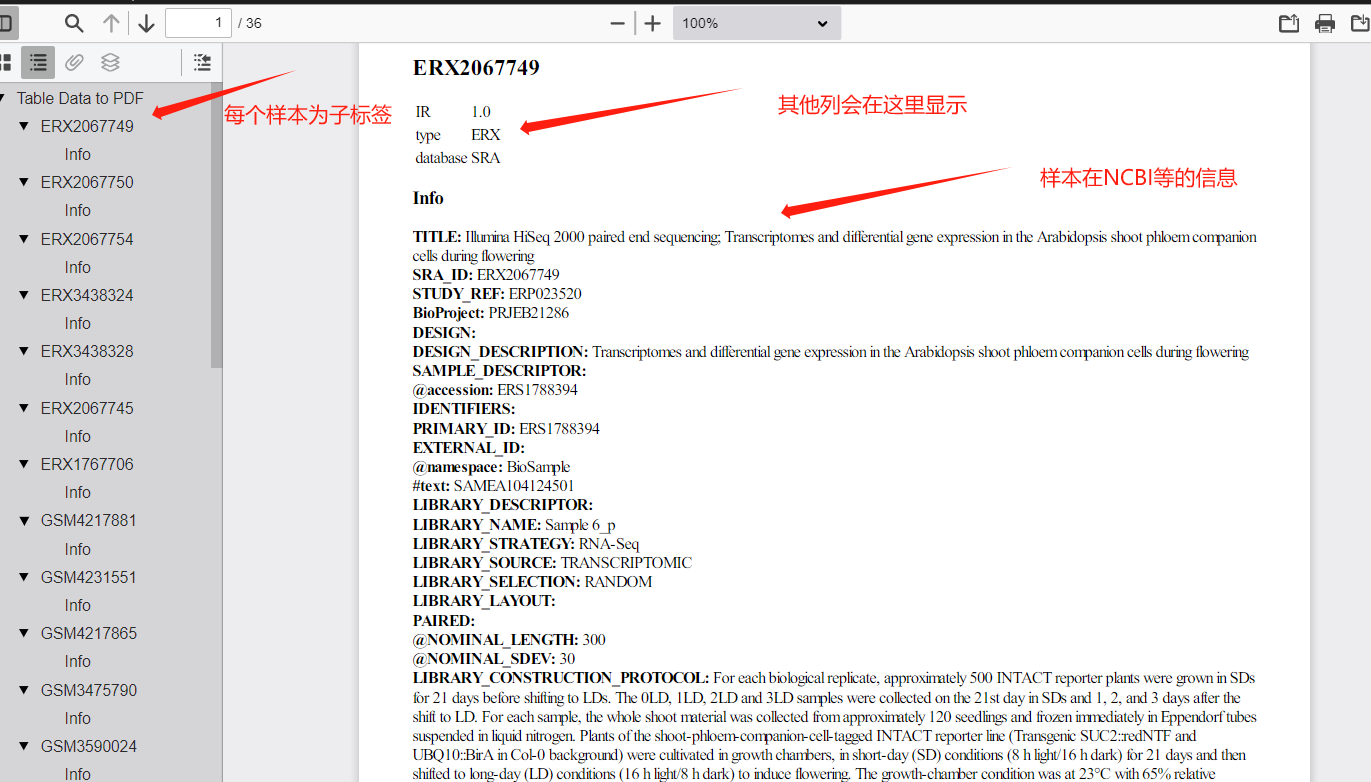 1 / 36
100%
Table Data to PDF
ERX2067749
Info
ERX2067750
Info
ERX2067754
Info
ERX3438324
Info
ERX3438328
Info
ERX2067745
Info
ERX1767706
Info
GSM4217881
Info
GSM4231551
Info
GSM4217865
Info
GSM3475790
Info
GSM3590024
Info
每个样本为子标签
ERX2067749
IR 1.0
type ERX
database SRA
其他列会在这里显示
样本在NCBI等的信息
Info
TITLE: Illumina HiSeq 2000 paired end sequencing; Transcriptomes and differential gene expression in the Arabidopsis shoot phloem companion
cells during flowering
SRA_ID: ERX2067749
STUDY_REF: ERP023520
BioProject: PRJEB21286
DESIGN:
DESIGN_DESCRIPTION: Transcriptomes and differential gene expression in the Arabidopsis shoot phloem companion cells during flowering
SAMPLE_DESCRIPTOR:
@accession: ERS1788394
IDENTIFIERS:
PRIMARY_ID: ERS1788394
EXTERNAL_ID:
@namespace: BioSample
#text: SAMEA104124501
LIBRARY_DESCRIPTOR:
LIBRARY_NAME: Sample 6_p
LIBRARY_STRATEGY: RNA-Seq
LIBRARY_SOURCE: TRANSCRIPTOMIC
LIBRARY_SELECTION: RANDOM
LIBRARY_LAYOUT:
PAIRED:
@NOMINAL_LENGTH: 300
@NOMINAL_SDEV: 30
LIBRARY_CONSTRUCTION_PROTOCOL: For each biological replicate, approximately 500 INTACT reporter plants were grown in SDs
for 21 days before shifting to LDs. The 0LD, 1LD, 2LD and 3LD samples were collected on the 21st day in SDs and 1, 2, and 3 days after the
shift to LD. For each sample, the whole shoot material was collected from approximately 120 seedlings and frozen immediately in Eppendorf tubes
suspended in liquid nitrogen. Plants of the shoot-phloem-companion-cell-tagged INTACT reporter line (Transgenic SUC2::redNTF and
UBQ10::BirA in Col-0 background) were cultivated in growth chambers, in short-day (SD) conditions (8 h light/16 h dark) for 21 days and then
shifted to long-day (LD) conditions (16 h light/8 h dark) to induce flowering. The growth-chamber condition was at 23°C with 65% relative